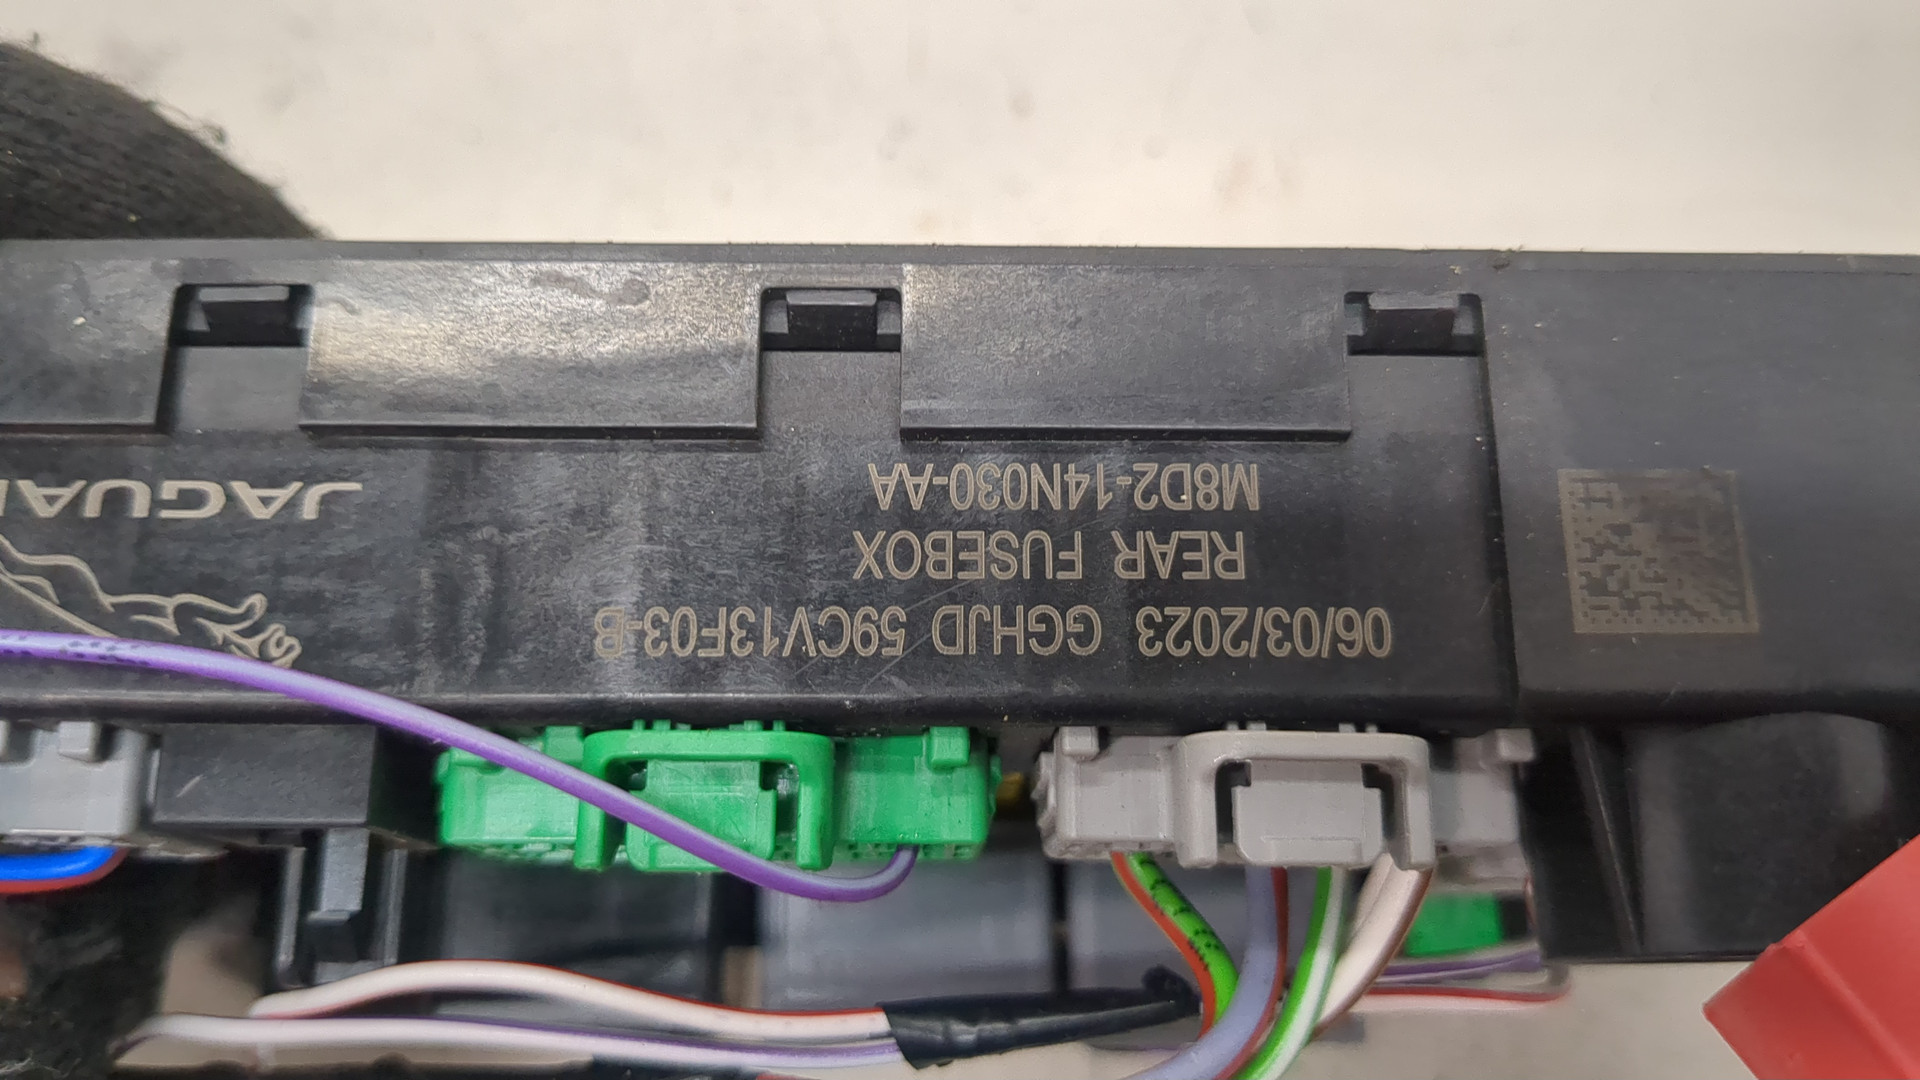 06/03/2023 GGHJD 59CV13F03-B
REAR FUSEBOX
M8D2-14N030-AA
JAGUA